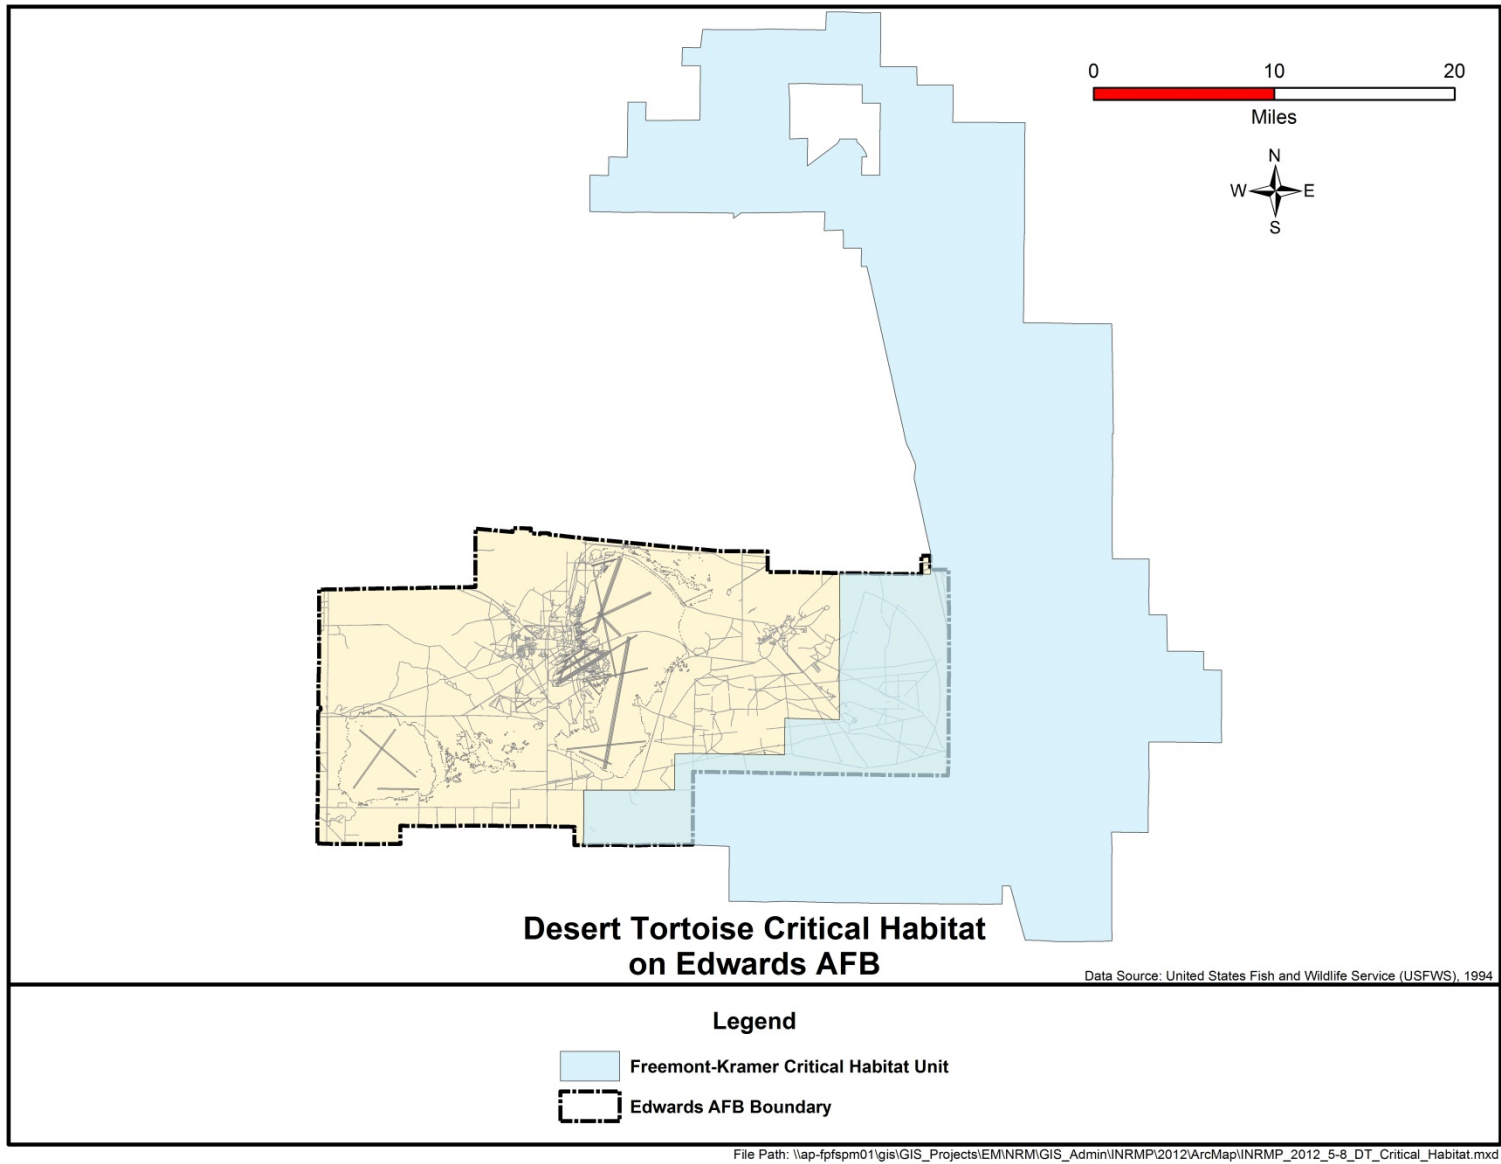 0 10 20
Miles
N
W E
S
Desert Tortoise Critical Habitat
on Edwards AFB
Data Source: United States Fish and Wildlife Service (USFWS), 1994
Legend
Freemont-Kramer Critical Habitat Unit
Edwards AFB Boundary
File Path: \\ap-fpfspm01\gis\GIS_Projects\EM\NRM\GIS_Admin\INRMP\2012\ArcMap\INRMP_2012_5-8_DT_Critical_Habitat.mxd